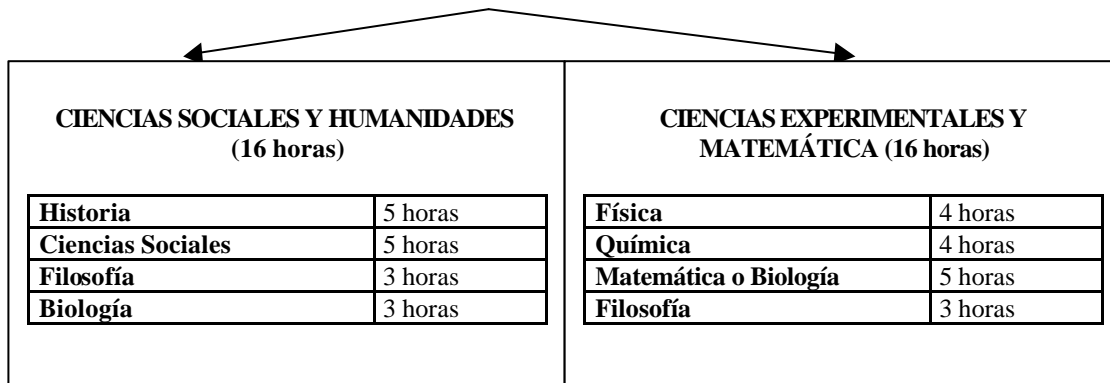 CIENCIAS SOCIALES Y HUMANIDADES
(16 horas)
Historia 5 horas
Ciencias Sociales 5 horas
Filosofía 3 horas
Biología 3 horas
CIENCIAS EXPERIMENTALES Y
MATEMÁTICA (16 horas)
Física 4 horas
Química 4 horas
Matemática o Biología 5 horas
Filosofía 3 horas